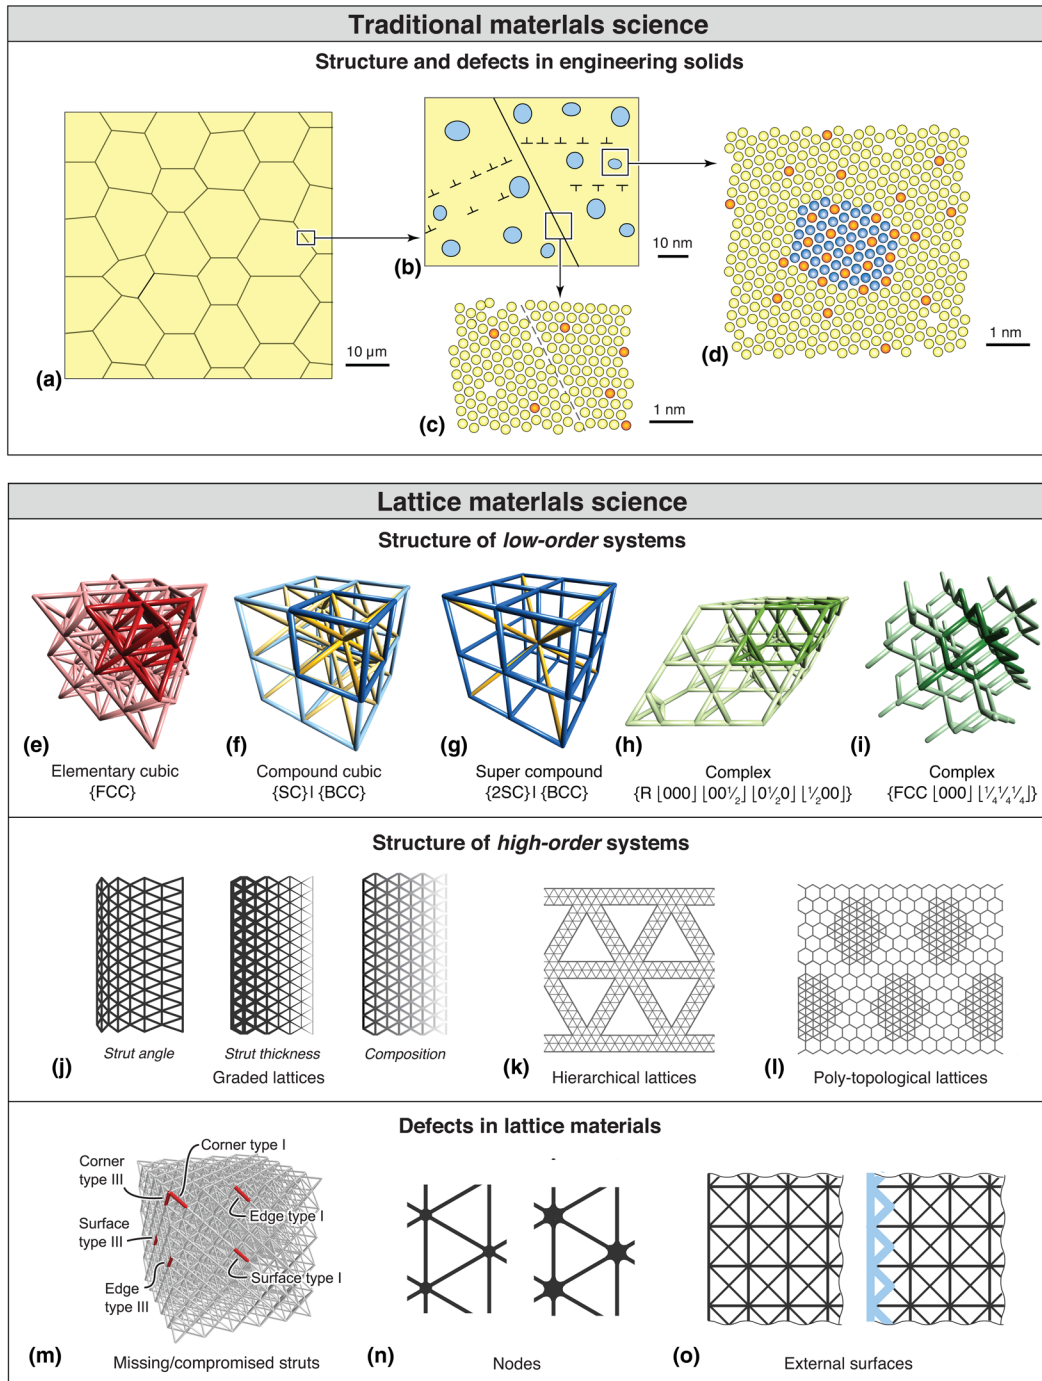 Traditional materlals science
Structure and defects in engineering solids
(a)
10 µm
(b)
10 nm
(c)
1 nm
(d)
1 nm
Lattice materlals science
Structure of low-order systems
(e)
Elementary cubic
{FCC}
(f)
Compound cubic
{SC} I {BCC}
(g)
Super compound
{2SC} I {BCC}
(h)
Complex
{R ⌊000⌋ ⌊00½⌋ ⌊0½0⌋ ⌊½00⌋}
(i)
Complex
{FCC ⌊000⌋ ⌊¼¼¼⌋}
Structure of high-order systems
(j)
Strut angle
Strut thickness
Composition
Graded lattices
(k)
Hierarchical lattices
(l)
Poly-topological lattices
Defects in lattice materials
Corner type I
Corner
type III
Edge type I
Surface
type III
Surface type I
Edge
type III
(m)
Missing/compromised struts
(n)
Nodes
(o)
External surfaces